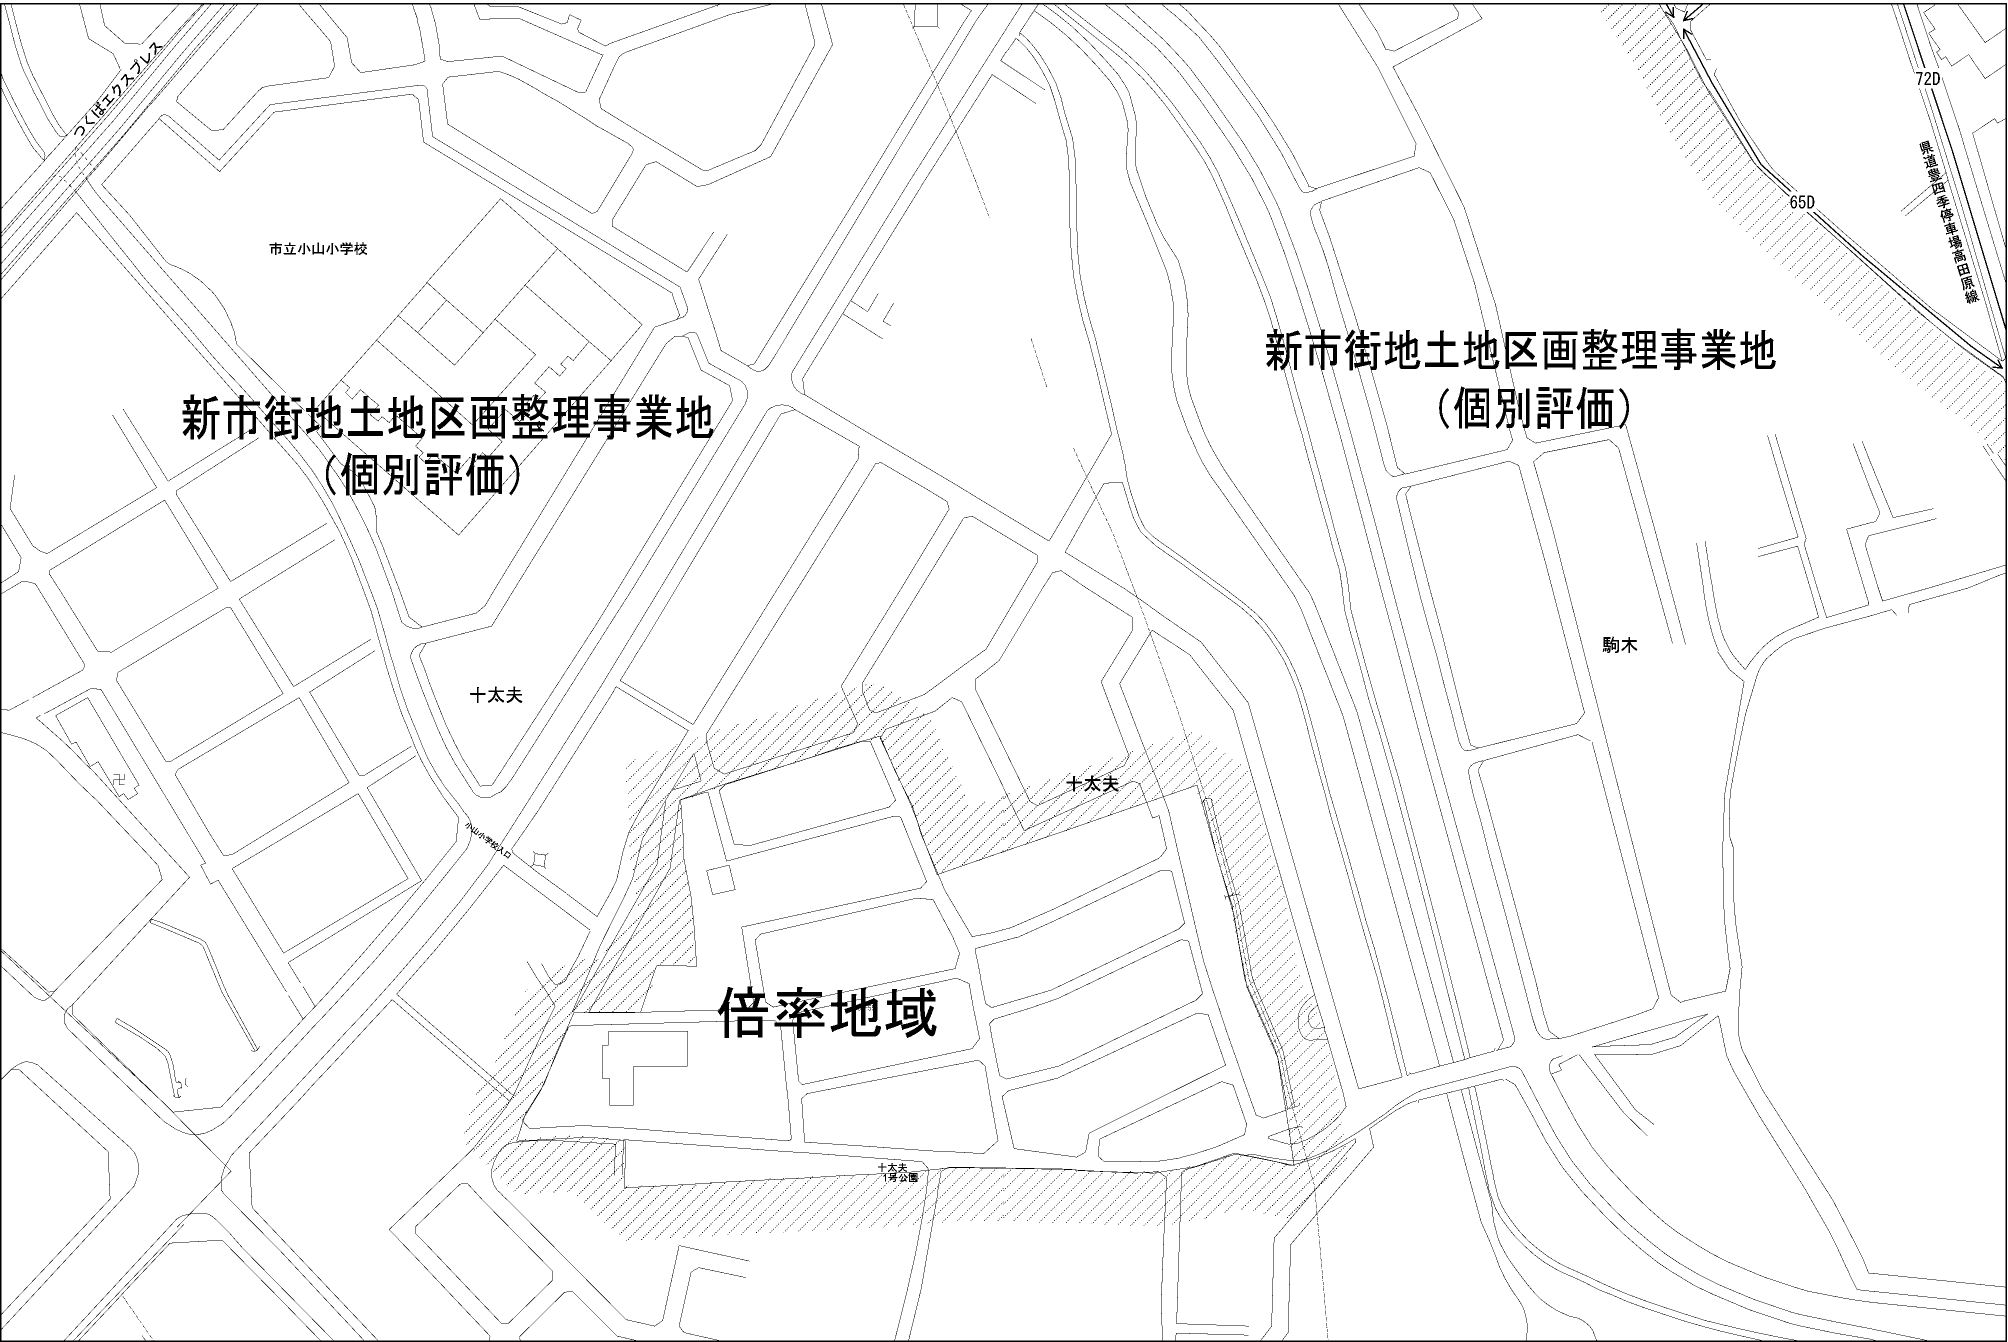 つくばエクスプレス
72D
県道豊四季停車場高田原線
65D
市立小山小学校
新市街地土地区画整理事業地
（個別評価）
新市街地土地区画整理事業地
（個別評価）
駒木
十太夫
十太夫
小山小学校入口
倍率地域
十太夫
1号公園